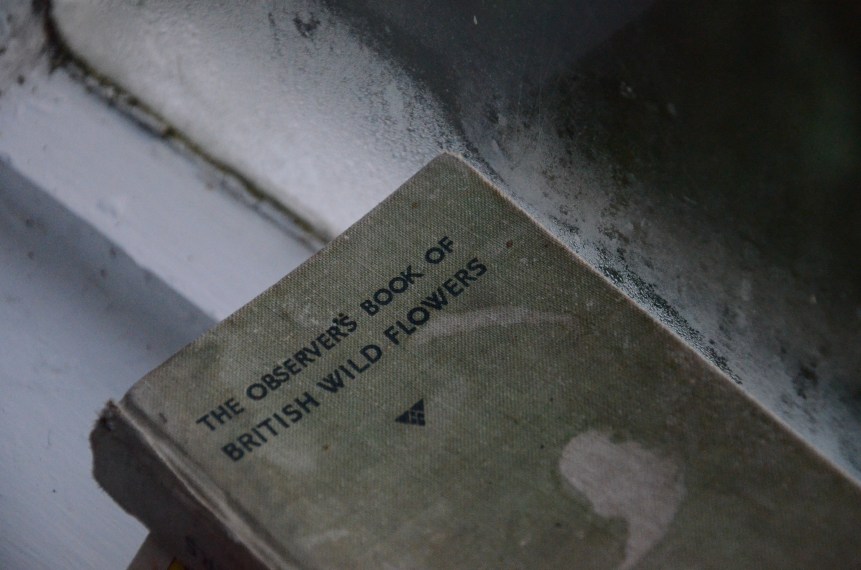 THE OBSERVER'S BOOK OF
BRITISH WILD FLOWERS